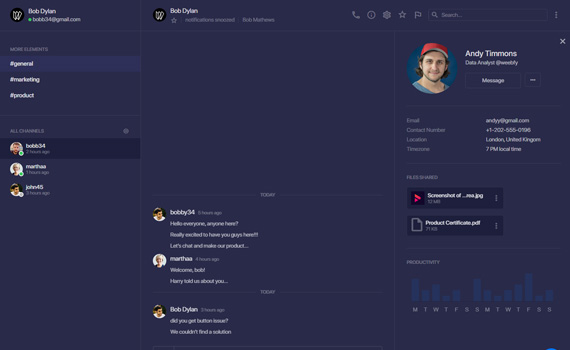 Bob Dylan
bobb34@gmail.com
MORE ELEMENTS
#general
#marketing
#product
ALL CHANNELS
bobb34
2 hours ago
marthaa
7 hours ago
john45
3 hours ago
Bob Dylan
notifications snoozed Bob Mathews
Search...
TODAY
bobby34 5 hours ago
Hello everyone, anyone here?
Really excited to have you guys here!!!
Let's chat and make our product...
marthaa 4 hours ago
Welcome, bob!
Harry told us about you...
TODAY
Bob Dylan 3 hours ago
did you get button issue?
We couldn't find a solution
Andy Timmons
Data Analyst @weebly
Message
Email andyy@gmail.com
Contact Number +1-202-555-0196
Location London, United Kingom
Timezone 7 PM local time
FILES SHARED
Screenshot of ...rea.jpg
12 MB
Product Certificate.pdf
71 KB
PRODUCTIVITY
M T W T F S S M T W T F S S